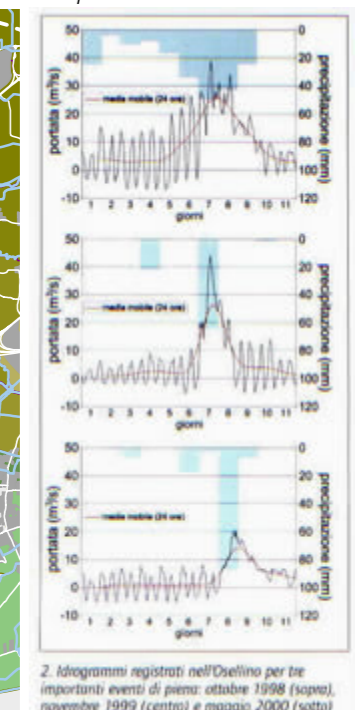 50
40
30
20
10
0
-10
portata (m³/s)
0
20
40
60
80
100
120
precipitazione (mm)
media mobile (24 ore)
1 2 3 4 5 6 7 8 9 10 11
giorni
50
40
30
20
10
0
-10
portata (m³/s)
0
20
40
60
80
100
120
precipitazione (mm)
media mobile (24 ore)
1 2 3 4 5 6 7 8 9 10 11
giorni
50
40
30
20
10
0
-10
portata (m³/s)
0
20
40
60
80
100
120
precipitazione (mm)
media mobile (24 ore)
1 2 3 4 5 6 7 8 9 10 11
giorni
2. Idrogrammi registrati nell'Osellino per tre
importanti eventi di piena: ottobre 1998 (sopra),
novembre 1999 (centro) e maggio 2000 (sotto)